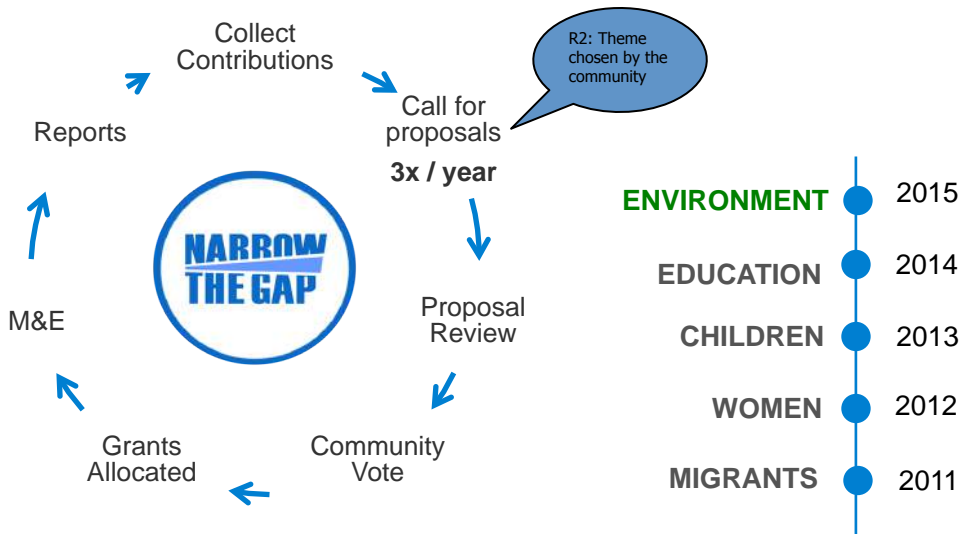 Collect
Contributions
R2: Theme
chosen by the
community
Call for
proposals
3x / year
Reports
NARROW
THE GAP
Proposal
Review
M&E
Community
Vote
Grants
Allocated
ENVIRONMENT 2015
EDUCATION 2014
CHILDREN 2013
WOMEN 2012
MIGRANTS 2011